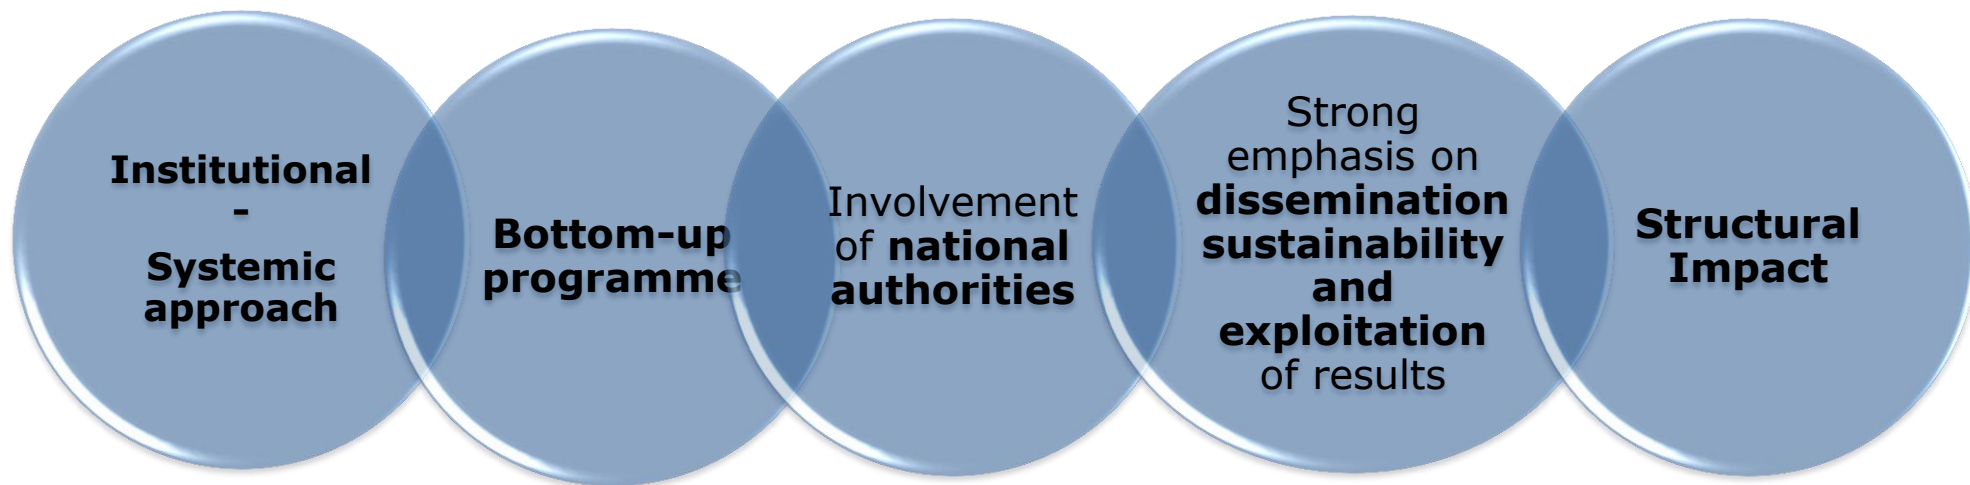 Institutional
-
Systemic
approach
Bottom-up
programme
Involvement
of national
authorities
Strong
emphasis on
dissemination
sustainability
and
exploitation
of results
Structural
Impact